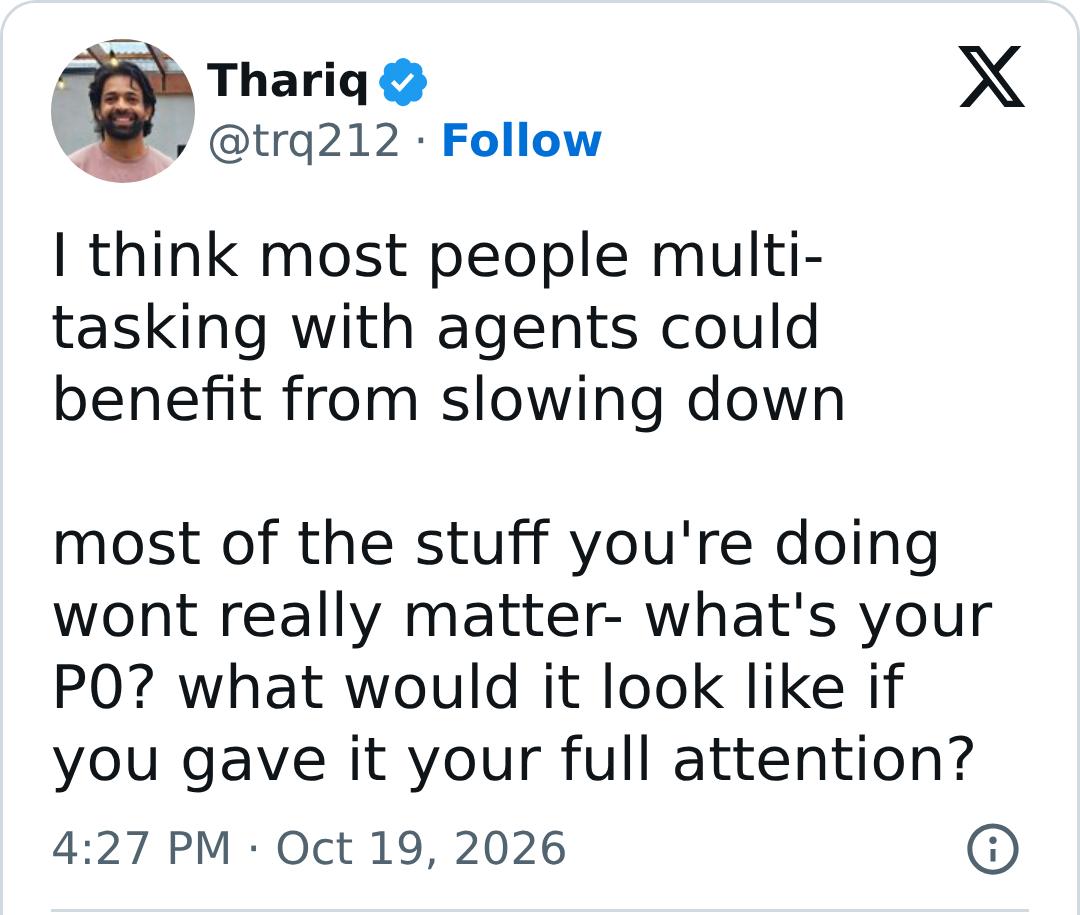 Thariq
@trq212 · Follow
I think most people multi-
tasking with agents could
benefit from slowing down
most of the stuff you're doing
wont really matter- what's your
P0? what would it look like if
you gave it your full attention?
4:27 PM · Oct 19, 2026